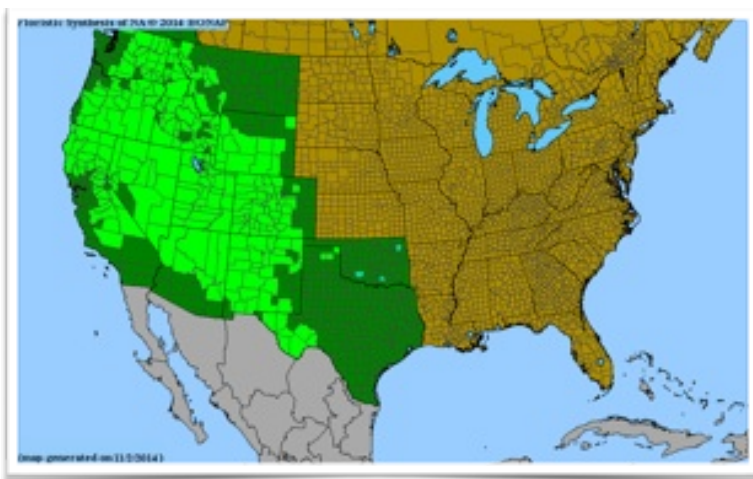 Floristic Synthesis of NA © 2014 BONAP
(map generated on 11/2/2014)